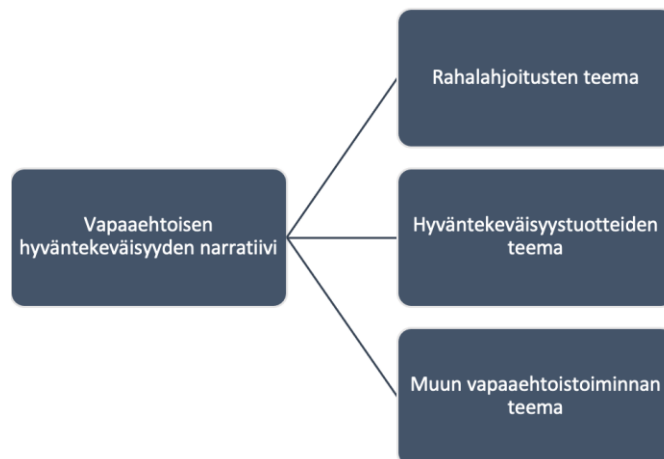 Rahalahjoitusten teema
Vapaaehtoisen
hyväntekeväisyyden narratiivi
Hyväntekeväisyystuotteiden
teema
Muun vapaaehtoistoiminnan
teema